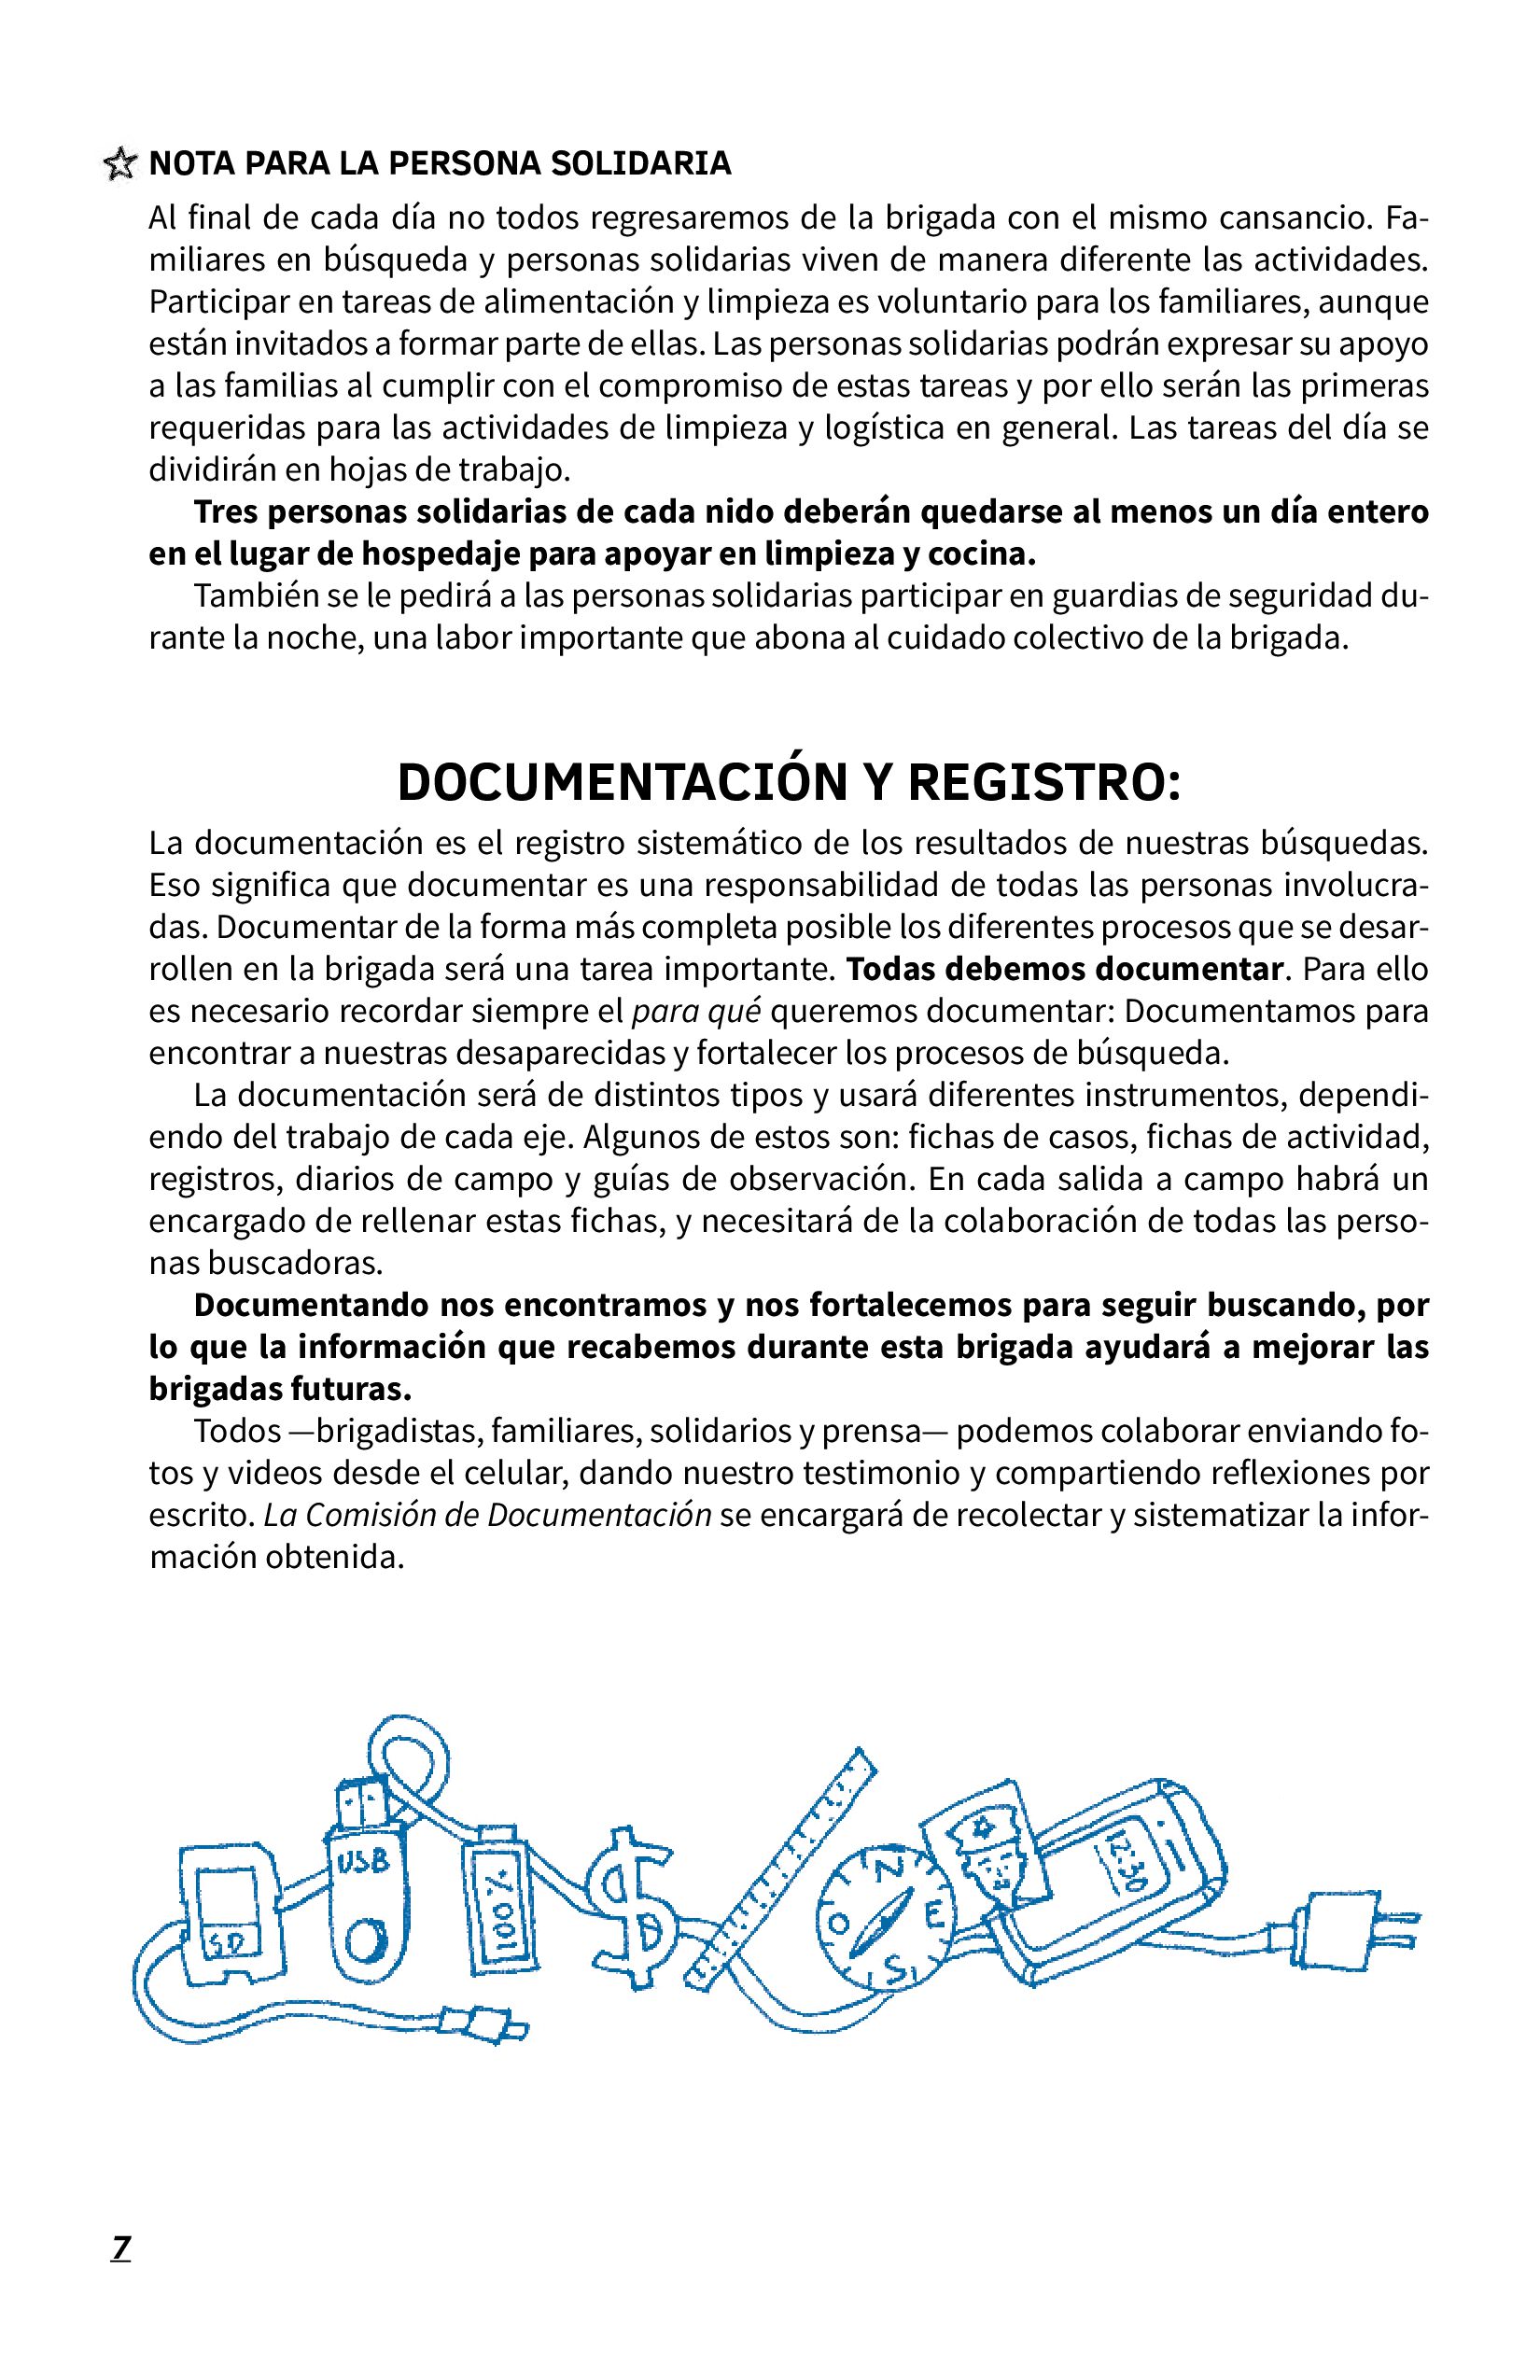 NOTA PARA LA PERSONA SOLIDARIA
Al final de cada día no todos regresaremos de la brigada con el mismo cansancio. Fa-
miliares en búsqueda y personas solidarias viven de manera diferente las actividades.
Participar en tareas de alimentación y limpieza es voluntario para los familiares, aunque
están invitados a formar parte de ellas. Las personas solidarias podrán expresar su apoyo
a las familias al cumplir con el compromiso de estas tareas y por ello serán las primeras
requeridas para las actividades de limpieza y logística en general. Las tareas del día se
dividirán en hojas de trabajo.
Tres personas solidarias de cada nido deberán quedarse al menos un día entero
en el lugar de hospedaje para apoyar en limpieza y cocina.
También se le pedirá a las personas solidarias participar en guardias de seguridad du-
rante la noche, una labor importante que abona al cuidado colectivo de la brigada.
DOCUMENTACIÓN Y REGISTRO:
La documentación es el registro sistemático de los resultados de nuestras búsquedas.
Eso significa que documentar es una responsabilidad de todas las personas involucra-
das. Documentar de la forma más completa posible los diferentes procesos que se desar-
rollen en la brigada será una tarea importante. Todas debemos documentar. Para ello
es necesario recordar siempre el para qué queremos documentar: Documentamos para
encontrar a nuestras desaparecidas y fortalecer los procesos de búsqueda.
La documentación será de distintos tipos y usará diferentes instrumentos, dependi-
endo del trabajo de cada eje. Algunos de estos son: fichas de casos, fichas de actividad,
registros, diarios de campo y guías de observación. En cada salida a campo habrá un
encargado de rellenar estas fichas, y necesitará de la colaboración de todas las perso-
nas buscadoras.
Documentando nos encontramos y nos fortalecemos para seguir buscando, por
lo que la información que recabemos durante esta brigada ayudará a mejorar las
brigadas futuras.
Todos —brigadistas, familiares, solidarios y prensa— podemos colaborar enviando fo-
tos y videos desde el celular, dando nuestro testimonio y compartiendo reflexiones por
escrito. La Comisión de Documentación se encargará de recolectar y sistematizar la infor-
mación obtenida.
SD
USB
100%
$
N
E
S
O
12:30
7